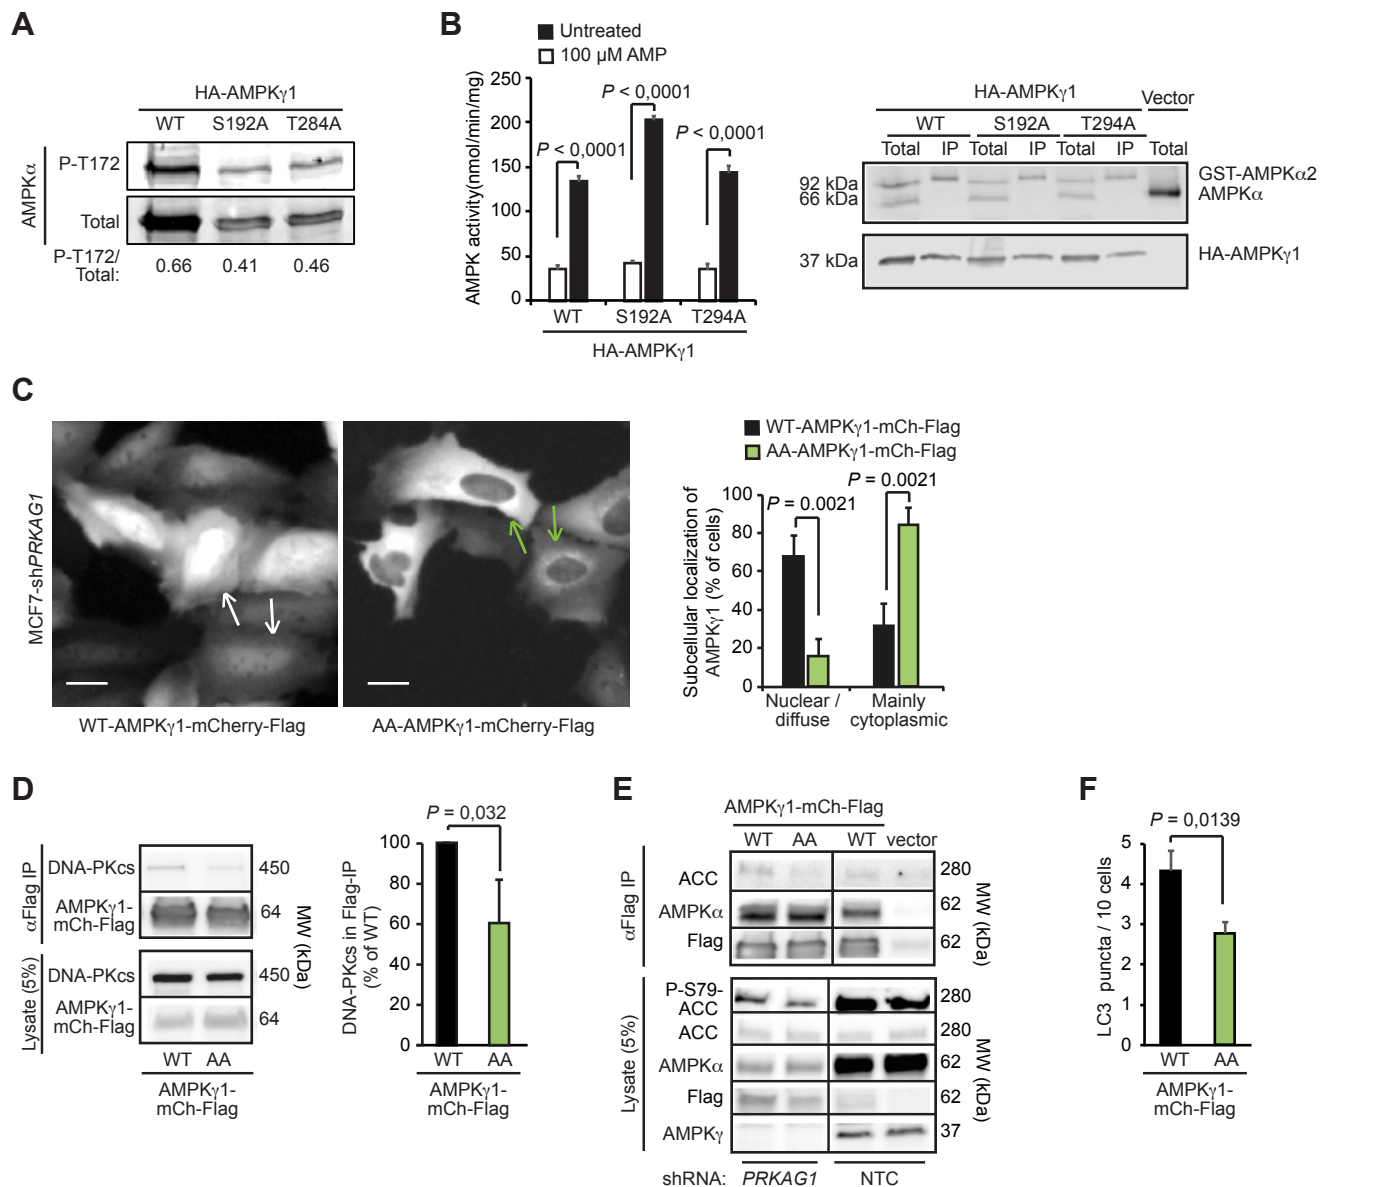 A
HA-AMPKγ1
WT S192A T284A
AMPKα
P-T172
Total
P-T172/
Total:
0.66 0.41 0.46
B
Untreated
100 µM AMP
AMPK activity(nmol/min/mg)
250
200
150
100
50
0
P < 0,0001
P < 0,0001
P < 0,0001
WT S192A T294A
HA-AMPKγ1
HA-AMPKγ1
Vector
WT S192A T294A
Total IP Total IP Total IP Total
92 kDa
66 kDa
37 kDa
GST-AMPKα2
AMPKα
HA-AMPKγ1
C
MCF7-shPRKAG1
WT-AMPKγ1-mCherry-Flag
AA-AMPKγ1-mCherry-Flag
WT-AMPKγ1-mCh-Flag
AA-AMPKγ1-mCh-Flag
Subcellular localization of
AMPKγ1 (% of cells)
100
80
60
40
20
0
P = 0.0021
P = 0.0021
Nuclear /
diffuse
Mainly
cytoplasmic
D
αFlag IP
DNA-PKcs
450
AMPKγ1-
mCh-Flag
64
Lysate (5%)
DNA-PKcs
450
AMPKγ1-
mCh-Flag
64
MW (kDa)
WT AA
AMPKγ1-
mCh-Flag
DNA-PKcs in Flag-IP
(% of WT)
100
80
60
40
20
0
P = 0,032
WT AA
AMPKγ1-
mCh-Flag
E
AMPKγ1-mCh-Flag
WT AA WT vector
αFlag IP
ACC 280
AMPKα 62
Flag 62
MW (kDa)
Lysate (5%)
P-S79-
ACC
280
ACC 280
AMPKα 62
Flag 62
AMPKγ 37
MW (kDa)
shRNA: PRKAG1 NTC
F
P = 0,0139
LC3 puncta / 10 cells
5
4
3
2
1
0
WT AA
AMPKγ1-
mCh-Flag